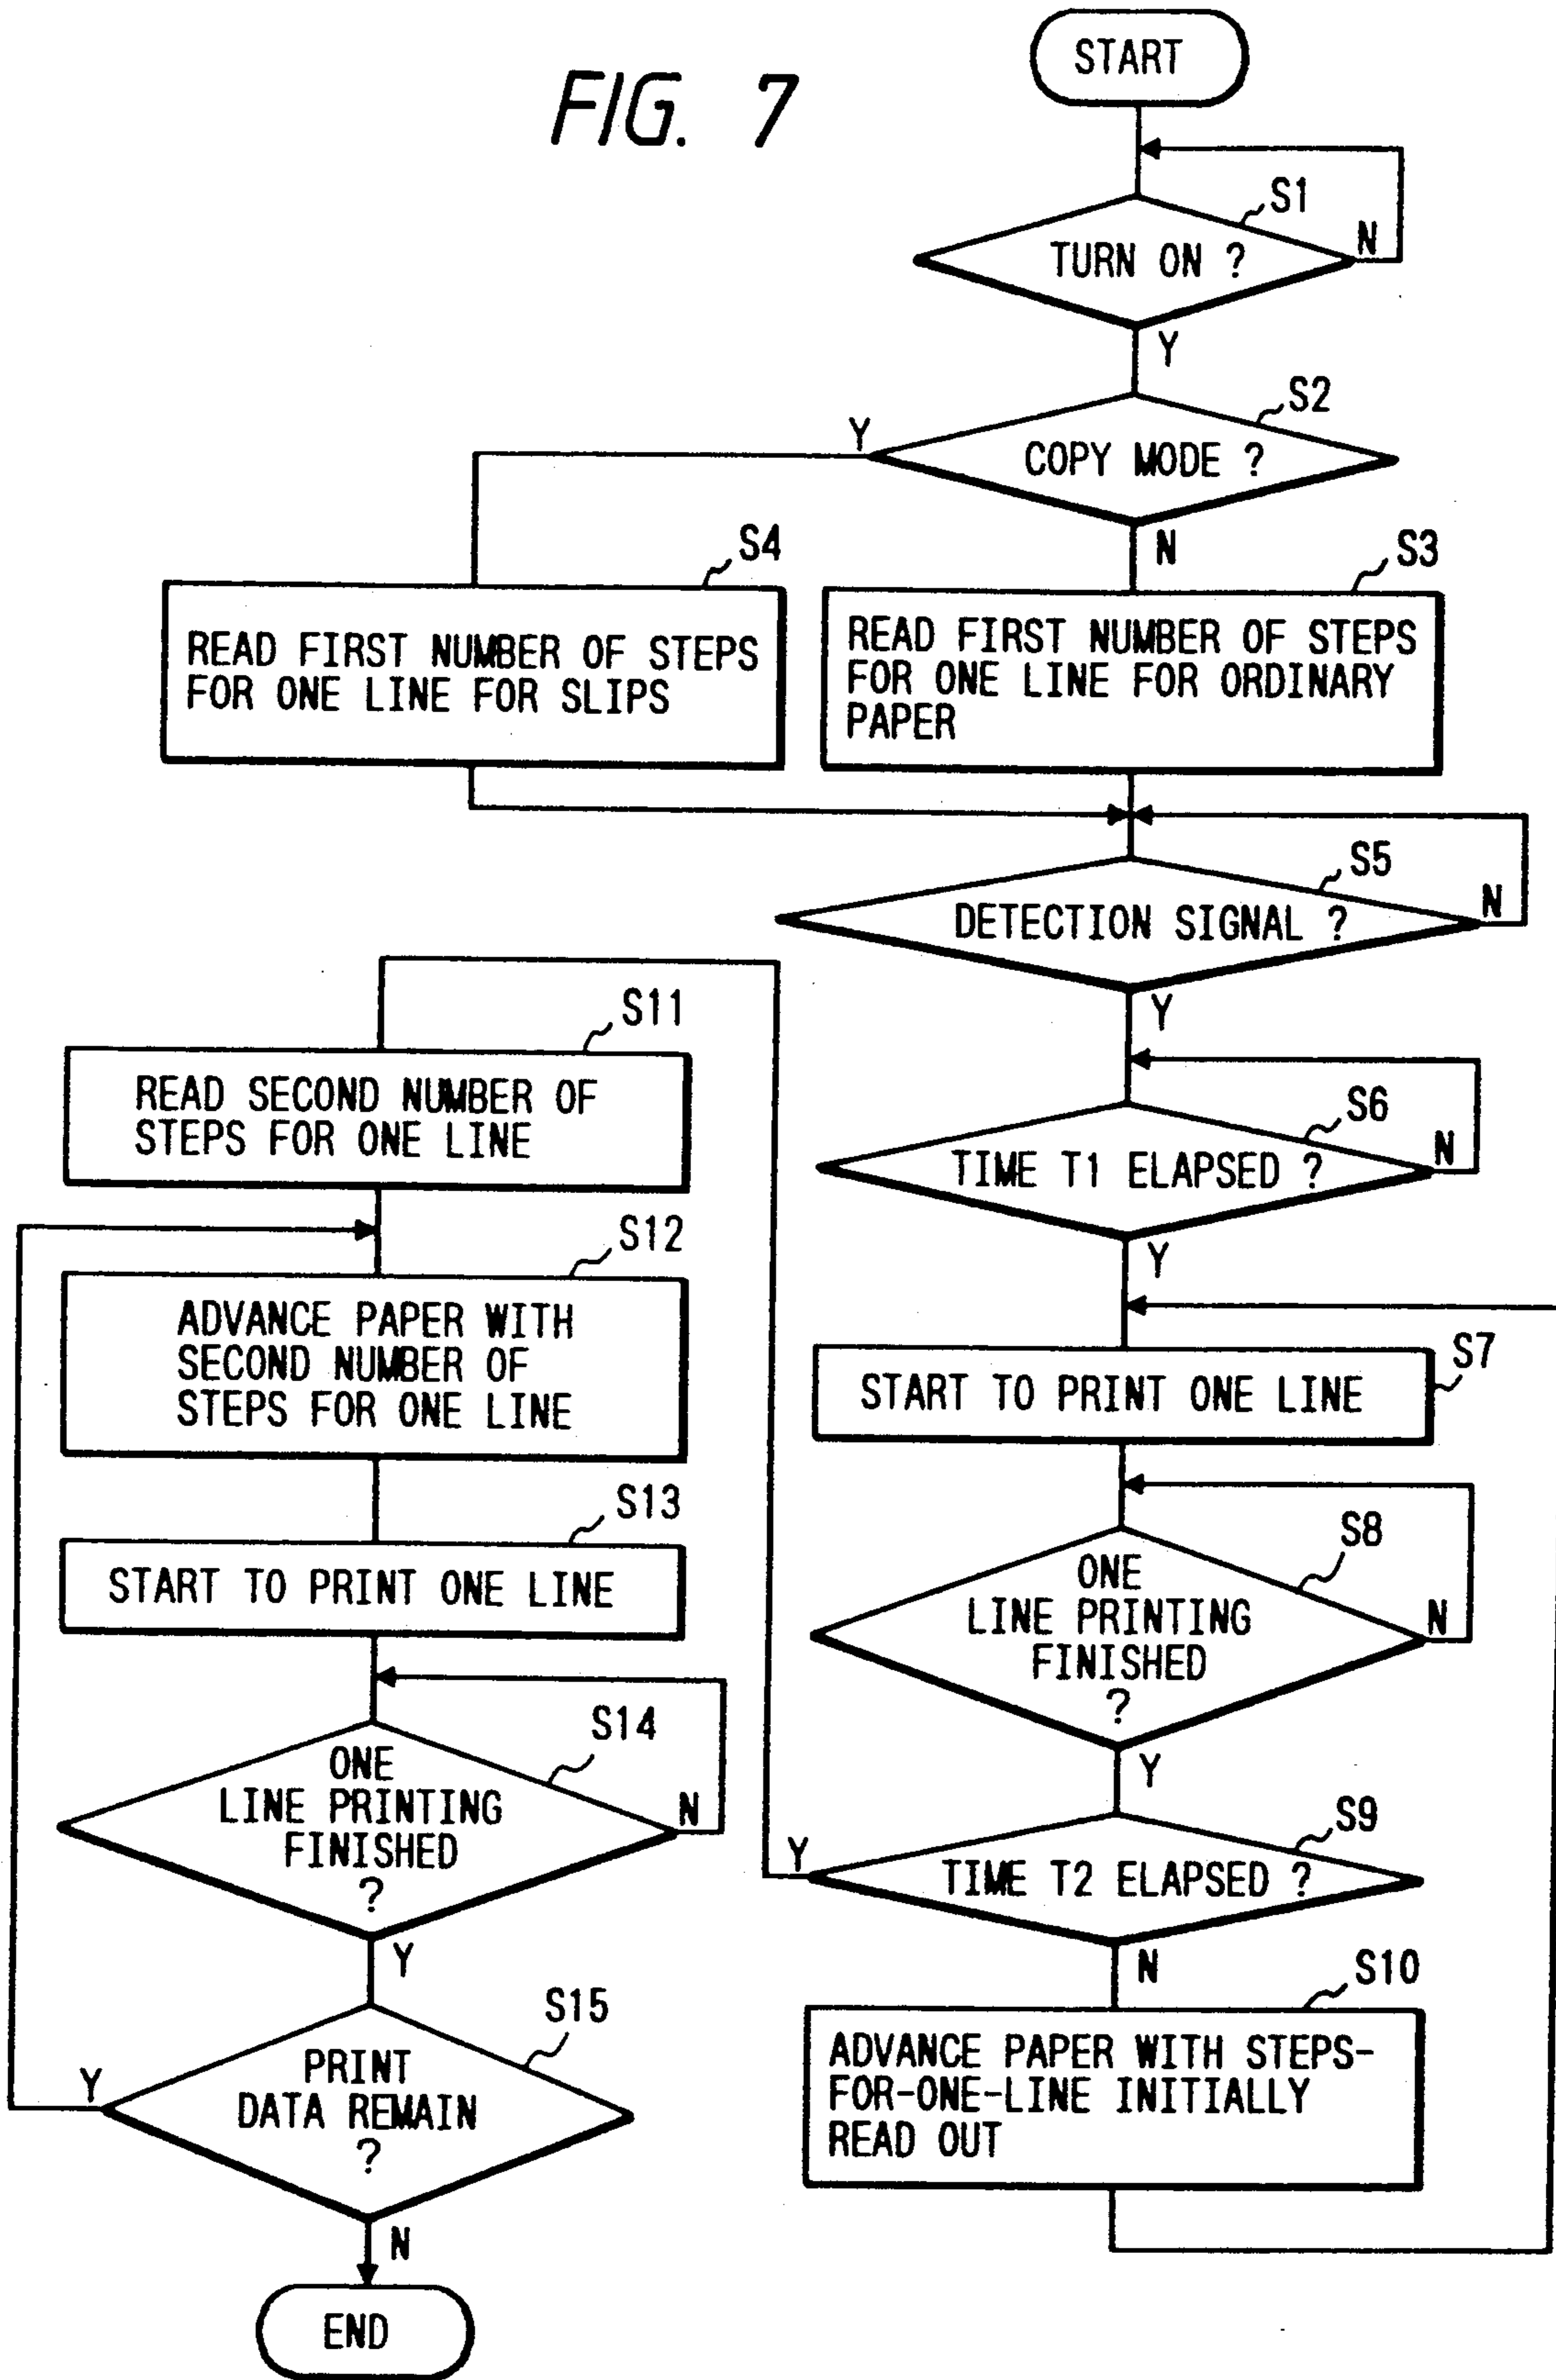 FIG. 7
START
S1
TURN ON ?
N
Y
S2
Y
COPY MODE ?
N
S4
READ FIRST NUMBER OF STEPS
FOR ONE LINE FOR SLIPS
S3
READ FIRST NUMBER OF STEPS
FOR ONE LINE FOR ORDINARY
PAPER
S5
DETECTION SIGNAL ?
N
Y
S6
TIME T1 ELAPSED ?
N
Y
S7
START TO PRINT ONE LINE
S8
ONE
LINE PRINTING
FINISHED
?
N
Y
S9
Y
TIME T2 ELAPSED ?
N
S10
ADVANCE PAPER WITH STEPS-
FOR-ONE-LINE INITIALLY
READ OUT
S11
READ SECOND NUMBER OF
STEPS FOR ONE LINE
S12
ADVANCE PAPER WITH
SECOND NUMBER OF
STEPS FOR ONE LINE
S13
START TO PRINT ONE LINE
S14
ONE
LINE PRINTING
FINISHED
?
N
Y
S15
Y
PRINT
DATA REMAIN
?
N
END